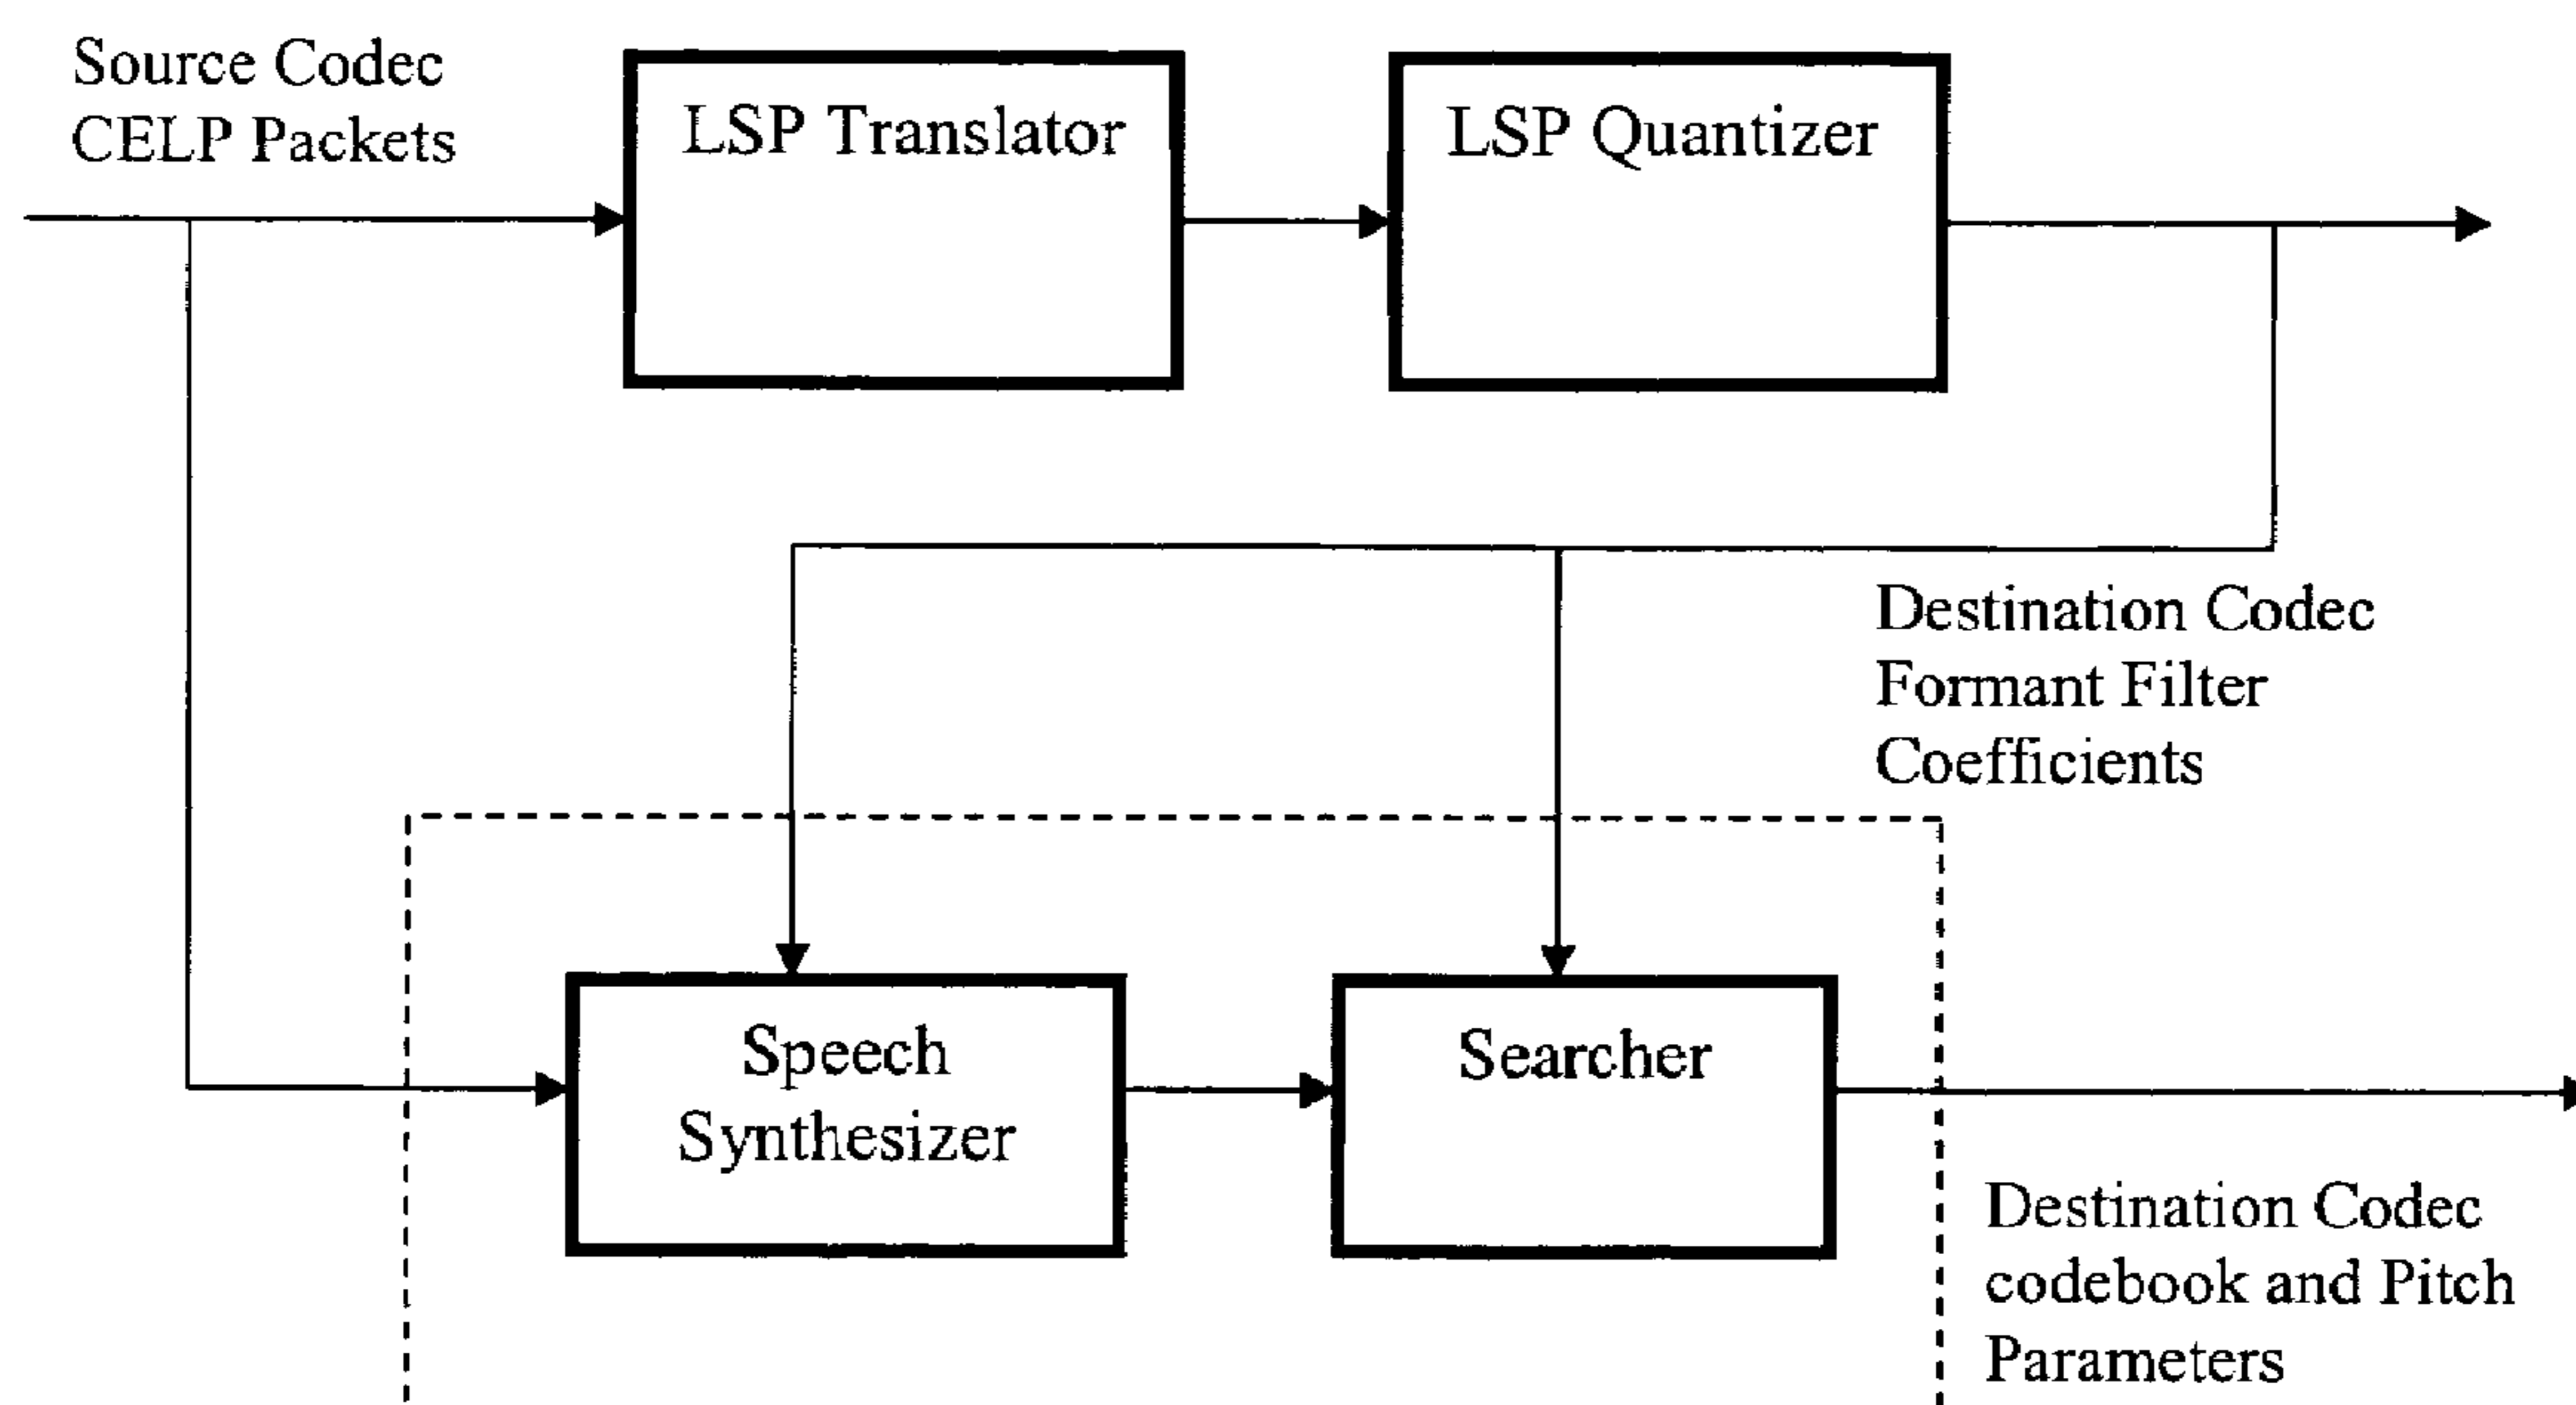 Source Codec
CELP Packets
LSP Translator
LSP Quantizer
Destination Codec
Formant Filter
Coefficients
Speech
Synthesizer
Searcher
Destination Codec
codebook and Pitch
Parameters